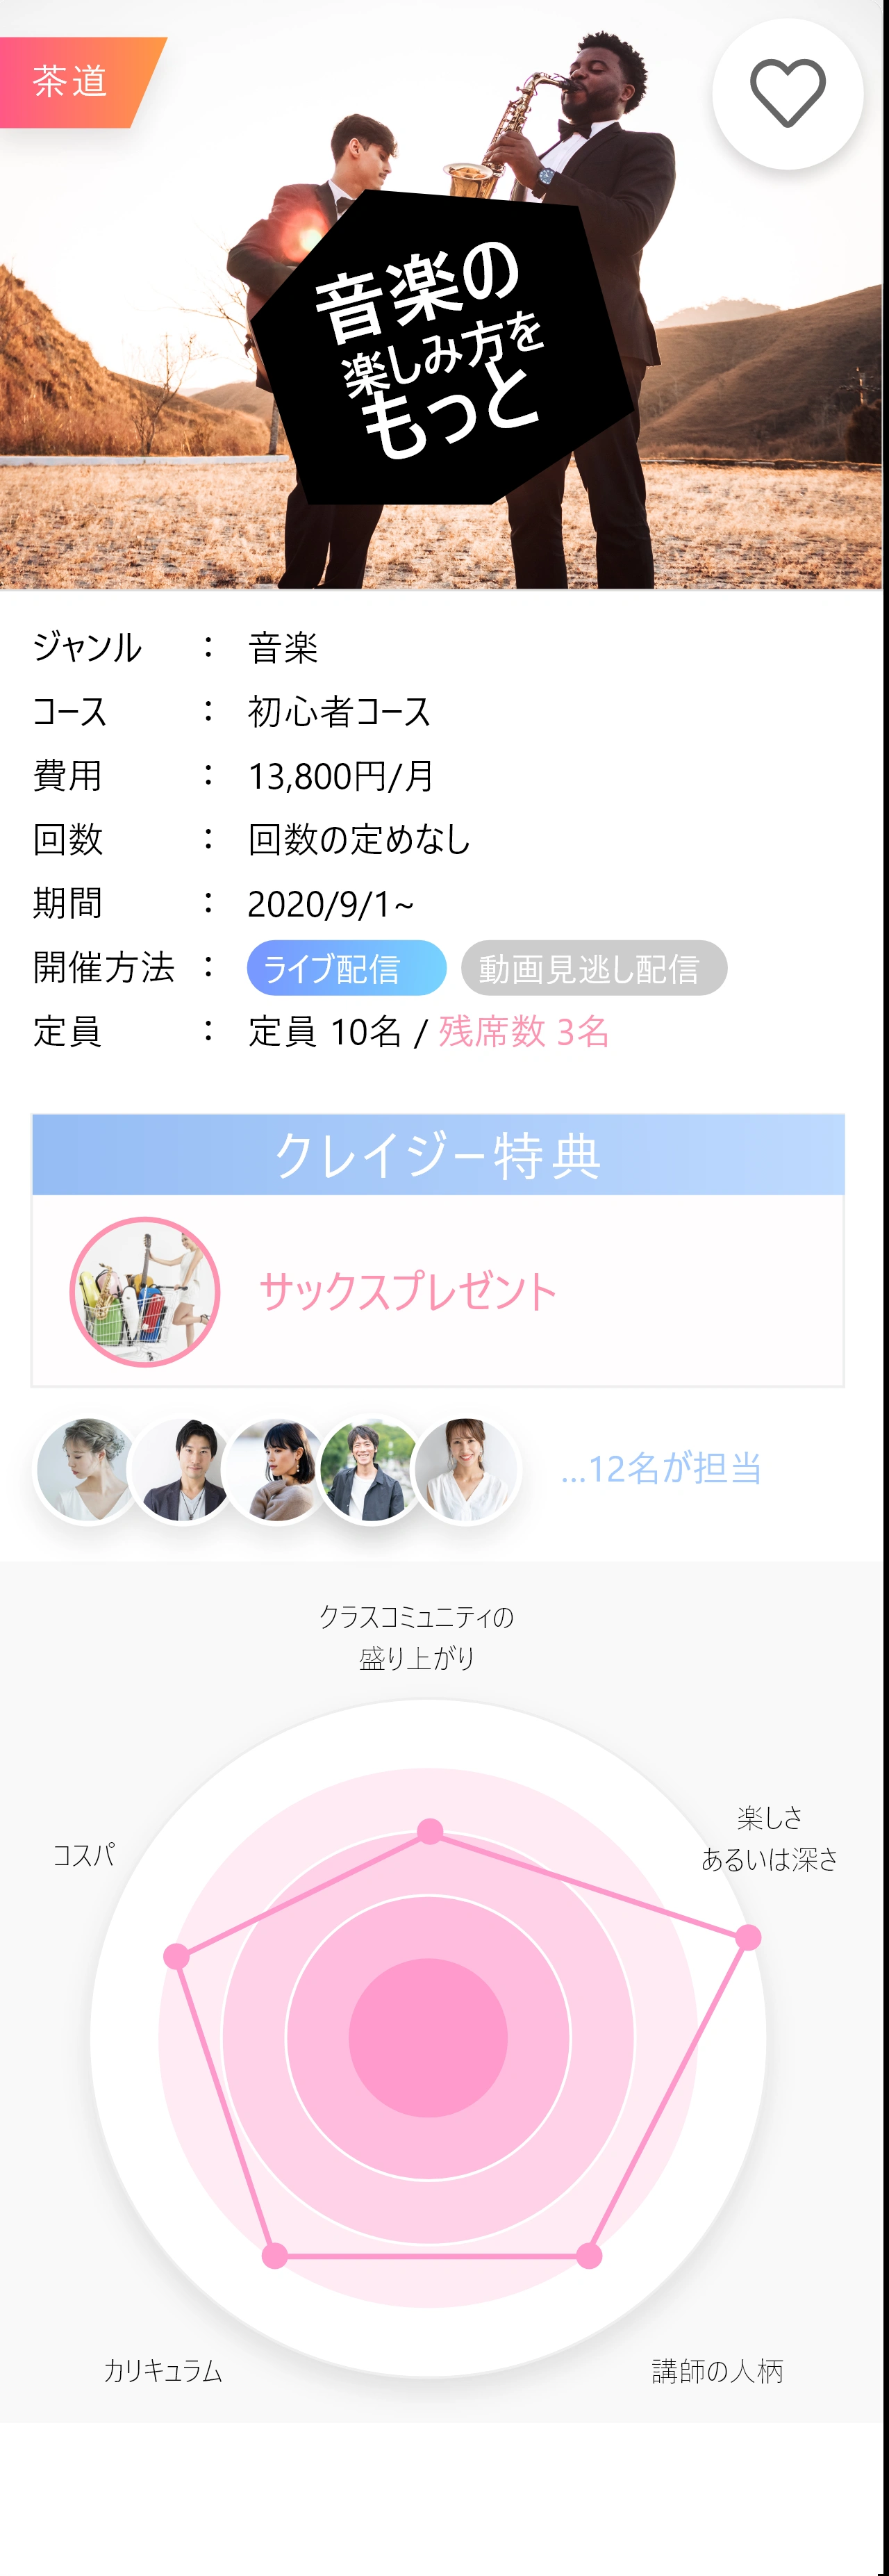 茶道
音楽の
楽しみ方を
もっと
ジャンル ： 音楽
コース ： 初心者コース
費用 ： 13,800円/月
回数 ： 回数の定めなし
期間 ： 2020/9/1~
開催方法 ： ライブ配信 動画見逃し配信
定員 ： 定員 10名 / 残席数 3名
クレイジー特典
サックスプレゼント
...12名が担当
クラスコミュニティの
盛り上がり
楽しさ
あるいは深さ
コスパ
カリキュラム
講師の人柄